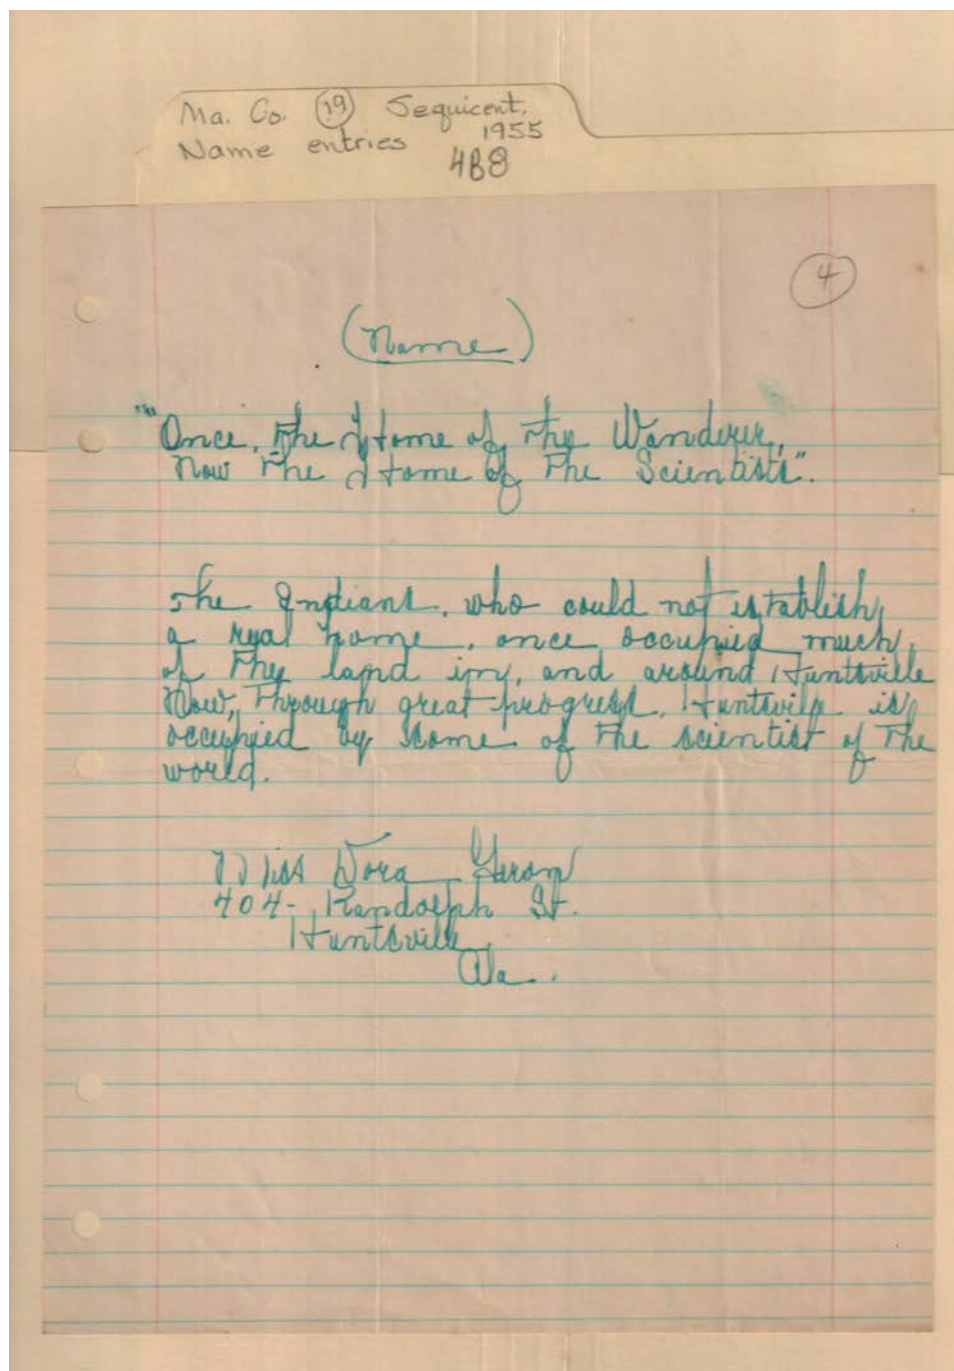 Ma. Co. 19 Sequicent.
1955
Name entries
4B8
4
(Name)
"Once, The Home of The Wanderer,
Now The Home of The Scientists".
The Indians, who could not establish
a real home, once occupied much
of The land in, and around Huntsville
Now, Through great progress, Huntsville is
occupied by some of The scientist of The
world.
Miss Dora
404- Randolph St.
Huntsville,
Ala.